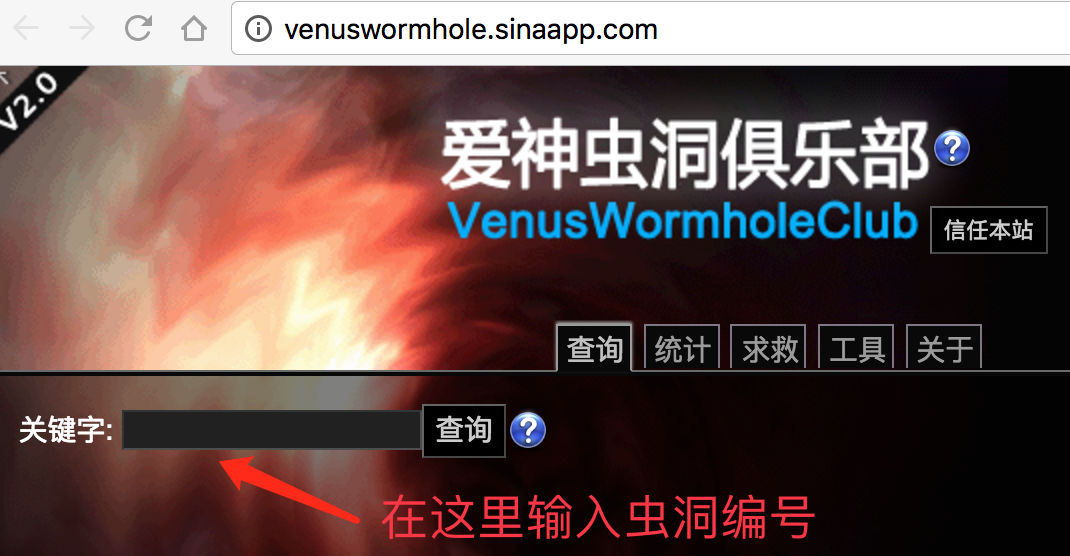 venuswormhole.sinaapp.com
V2.0
爱神虫洞俱乐部
VenusWormholeClub
信任本站
查询 统计 求救 工具 关于
关键字: 查询
在这里输入虫洞编号